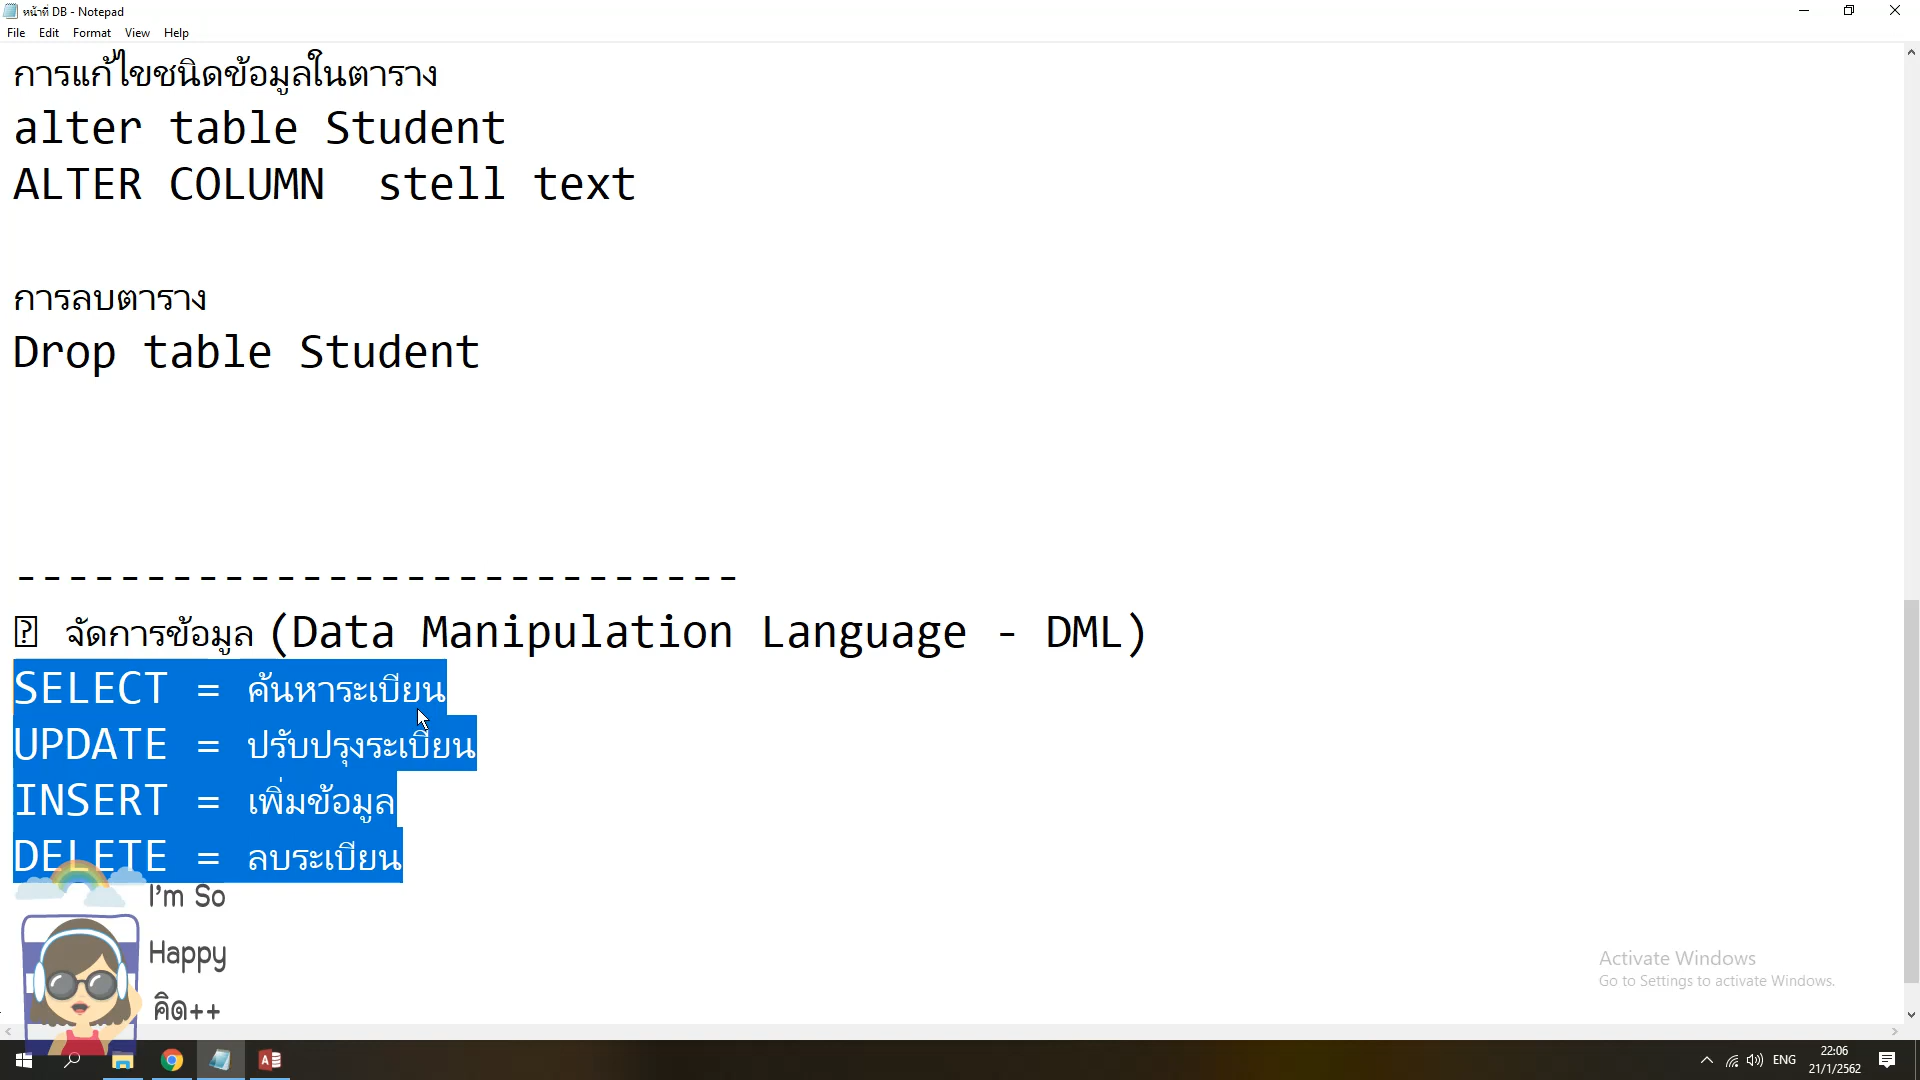 หน้าที่ DB - Notepad
File Edit Format View Help
การแก้ไขชนิดข้อมูลในตาราง
alter table Student
ALTER COLUMN  stell text
การลบตาราง
Drop table Student
----------------------------
จัดการข้อมูล (Data Manipulation Language - DML)
SELECT = ค้นหาระเบียน
UPDATE = ปรับปรุงระเบียน
INSERT = เพิ่มข้อมูล
DELETE = ลบระเบียน
I'm So
Happy
คิด++
Activate Windows
Go to Settings to activate Windows.
ENG
22:06
21/1/2562